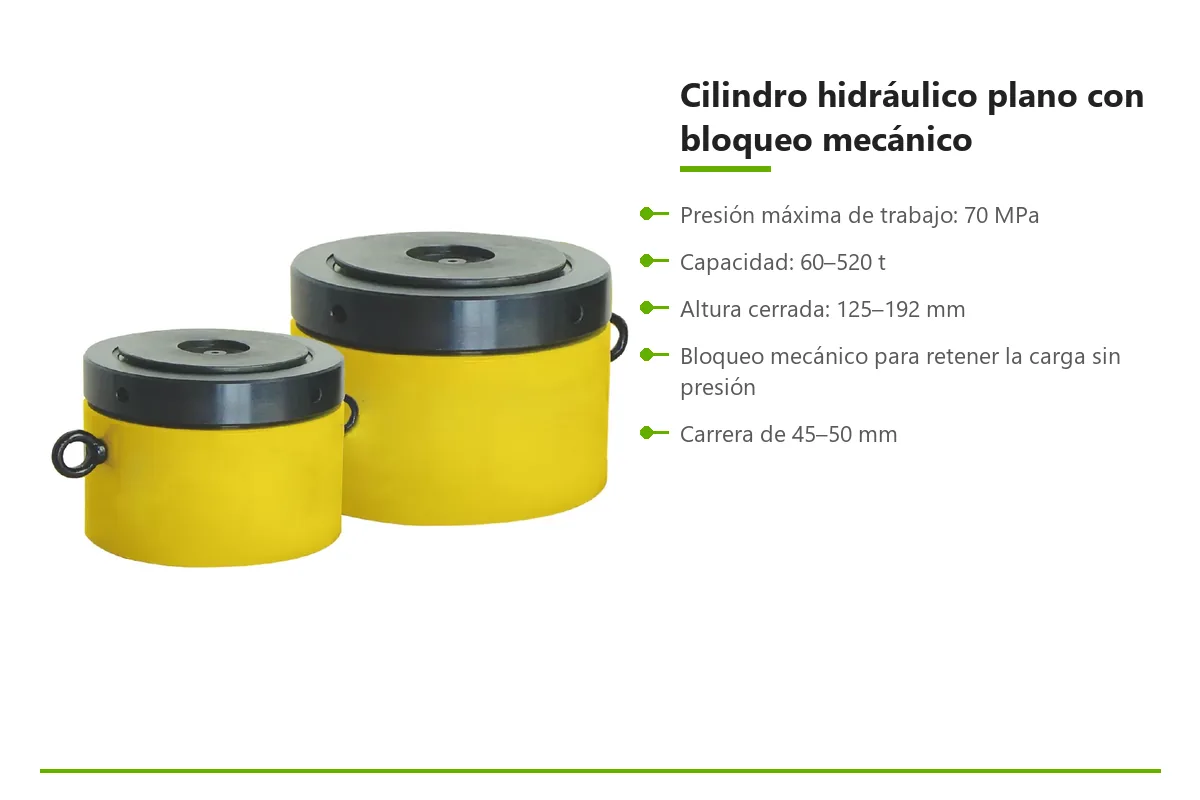 Cilindro hidráulico plano con
bloqueo mecánico
Presión máxima de trabajo: 70 MPa
Capacidad: 60–520 t
Altura cerrada: 125–192 mm
Bloqueo mecánico para retener la carga sin
presión
Carrera de 45–50 mm